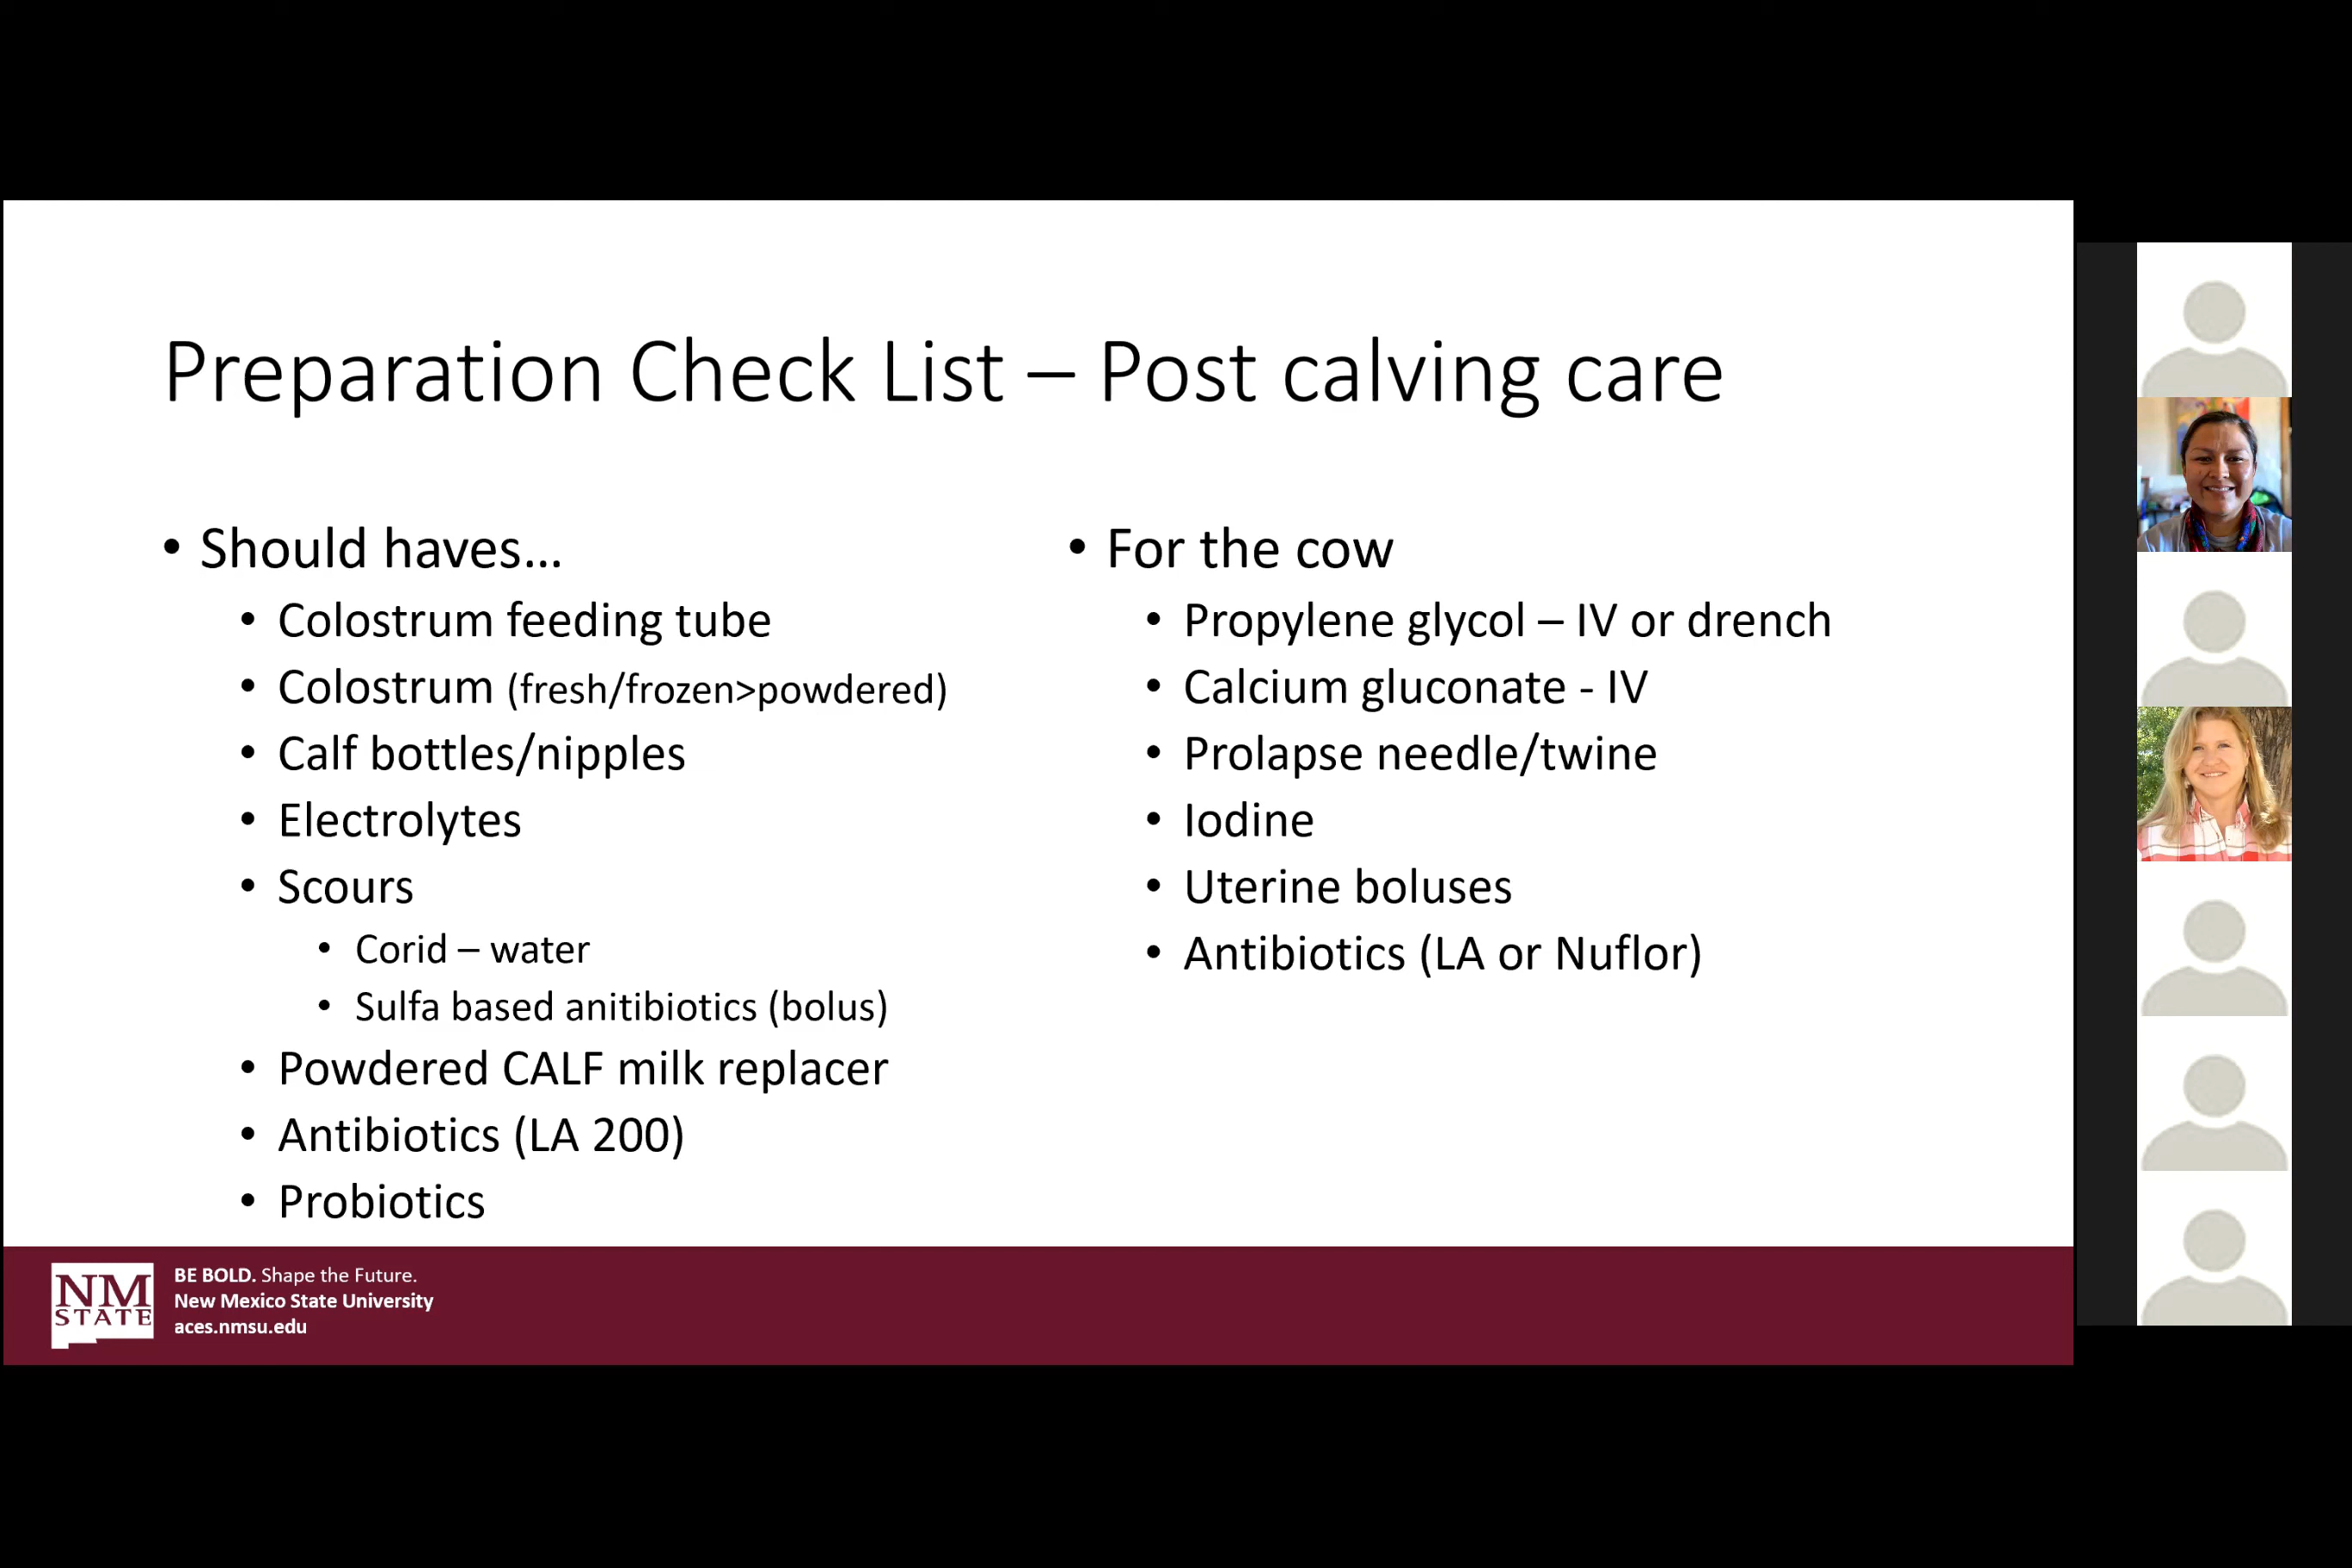 Preparation Check List – Post calving care
• Should haves...
• Colostrum feeding tube
• Colostrum (fresh/frozen>powdered)
• Calf bottles/nipples
• Electrolytes
• Scours
• Corid – water
• Sulfa based anitibiotics (bolus)
• Powdered CALF milk replacer
• Antibiotics (LA 200)
• Probiotics
• For the cow
• Propylene glycol – IV or drench
• Calcium gluconate - IV
• Prolapse needle/twine
• Iodine
• Uterine boluses
• Antibiotics (LA or Nuflor)
NM
STATE
BE BOLD. Shape the Future.
New Mexico State University
aces.nmsu.edu